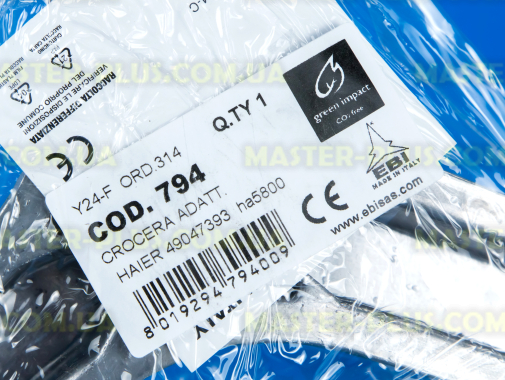 RACCOLTA DIFFERENZIATA
VERIFICARE LE DISPOSIZIONI
DEL PROPRIO COMUNE
CE
green impact
CO2 free
Q.TY 1
Y24-F ORD.314
COD. 794
CROCERA ADATT.
HAIER 49047393 ha5800
8 019294 794009
EBI
MADE IN ITALY
CE
www.ebisas.com
MASTER-PLUS.COM.UA